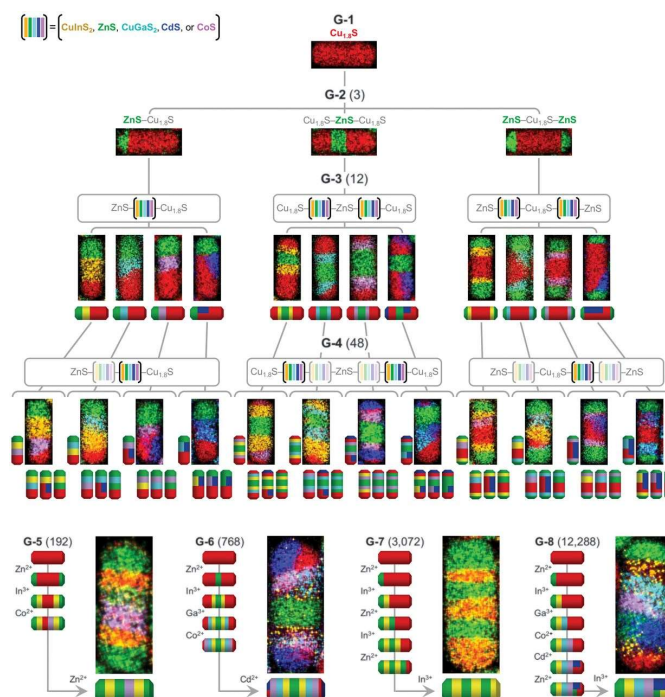 G-1
[ ] = [CuInS₂, ZnS, CuGaS₂, CdS, or CoS]
Cu₁.₈S
G-2 (3)
ZnS–Cu₁.₈S
Cu₁.₈S–ZnS–Cu₁.₈S
ZnS–Cu₁.₈S–ZnS
G-3 (12)
ZnS–[ ]–Cu₁.₈S
Cu₁.₈S–[ ]–ZnS–[ ]–Cu₁.₈S
ZnS–[ ]–Cu₁.₈S–[ ]–ZnS
G-4 (48)
ZnS–[ ]–[ ]–Cu₁.₈S
Cu₁.₈S–[ ]–[ ]–ZnS–[ ]–[ ]–Cu₁.₈S
ZnS–[ ]–[ ]–Cu₁.₈S–[ ]–[ ]–ZnS
G-5 (192)
Zn²⁺
In³⁺
Co²⁺
Zn²⁺
G-6 (768)
Zn²⁺
In³⁺
Ga³⁺
Co²⁺
Cd²⁺
G-7 (3,072)
Zn²⁺
In³⁺
Zn²⁺
In³⁺
Zn²⁺
In³⁺
G-8 (12,288)
Zn²⁺
In³⁺
Ga³⁺
Co²⁺
Cd²⁺
Zn²⁺
In³⁺